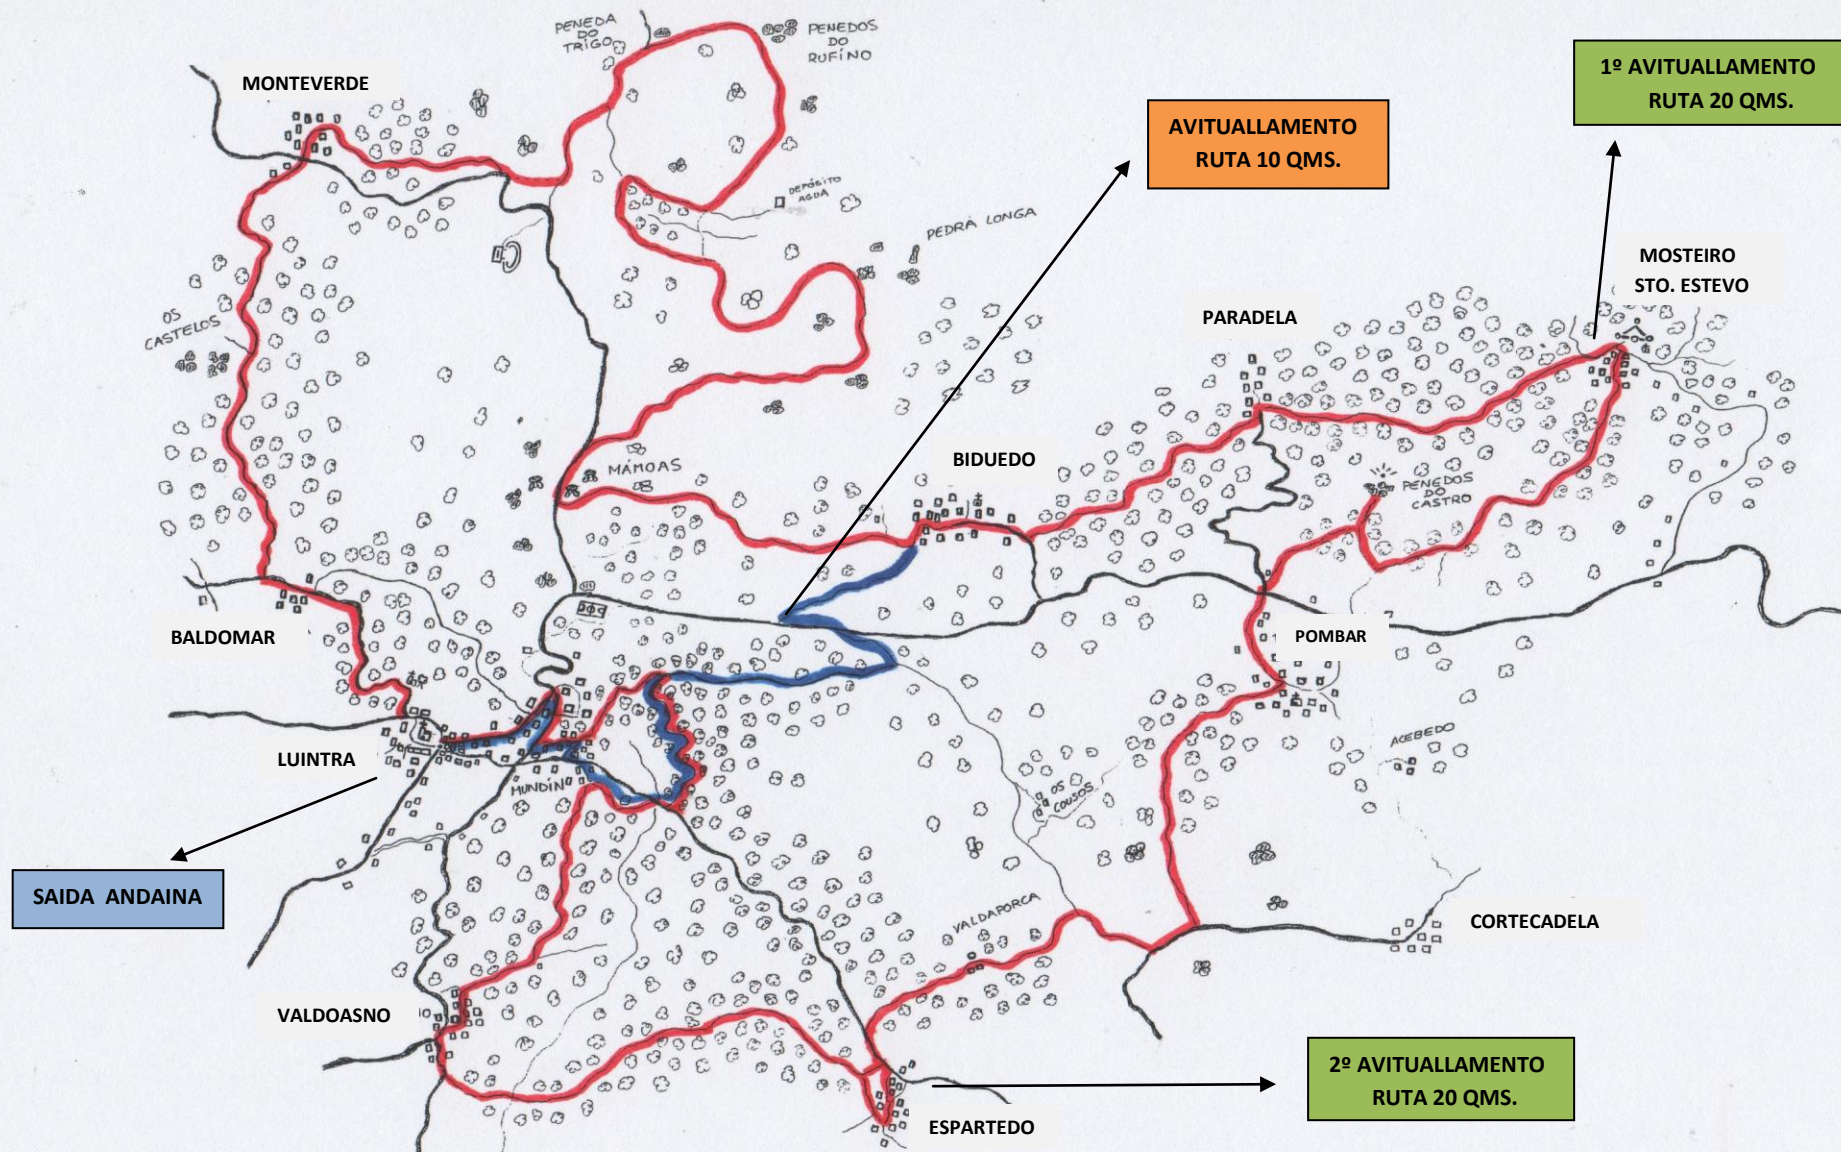 PENEDA
DO
TRIGO
PENEDOS
DO
RUFÍNO
MONTEVERDE
1º AVITUALLAMENTO
RUTA 20 QMS.
AVITUALLAMENTO
RUTA 10 QMS.
DEPÓSITO
AGUA
PEDRA LONGA
MOSTEIRO
STO. ESTEVO
OS
CASTELOS
PARADELA
MÁMOAS
BIDUEDO
PENEDOS
DO
CASTRO
BALDOMAR
POMBAR
LUINTRA
MUNDÍN
ACEBEDO
OS
COUSOS
SAIDA ANDAINA
VALDAPORCA
CORTECADELA
VALDOASNO
2º AVITUALLAMENTO
RUTA 20 QMS.
ESPARTEDO